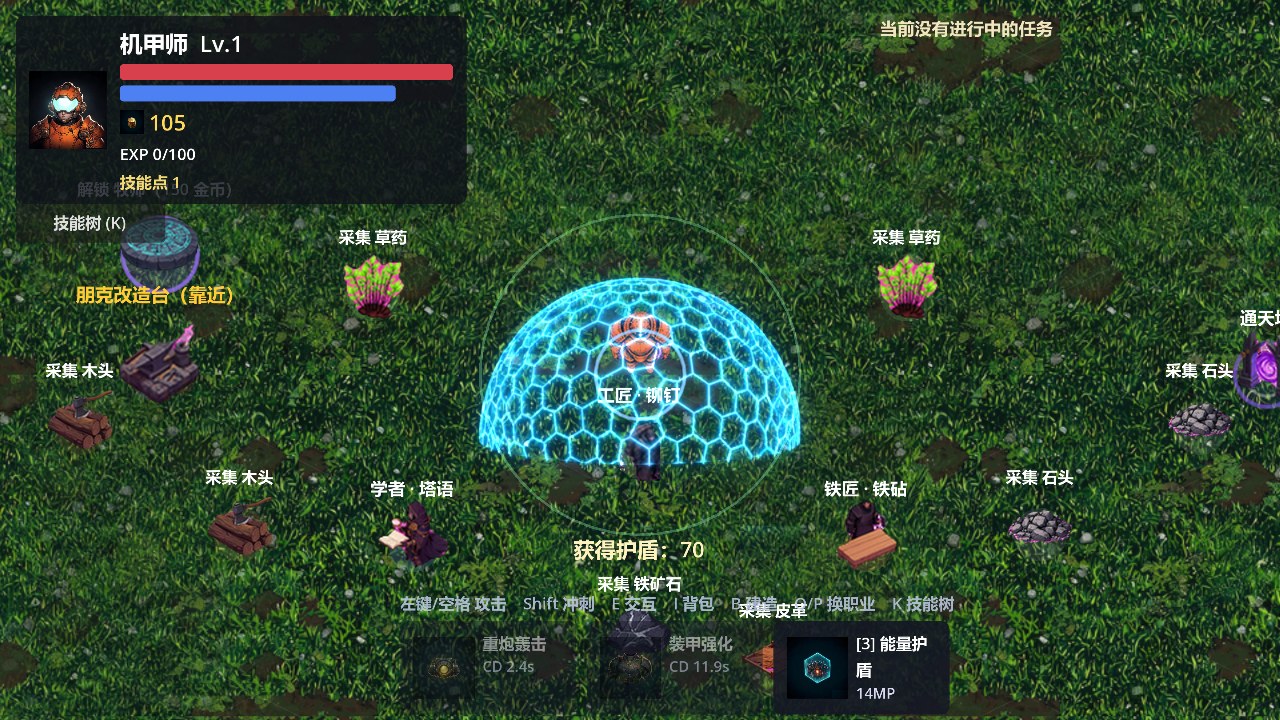 机甲师 Lv.1
当前没有进行中的任务
105
EXP 0/100
技能点 1
技能树 (K)
采集 草药
采集 草药
朋克改造台（靠近）
通天塔
采集 木头
采集 石头
工匠 · 铆钉
采集 木头
采集 石头
学者 · 塔语
铁匠 · 铁砧
获得护盾：70
采集 铁矿石
左键/空格 攻击 Shift 冲刺 E 交互 I 背包 B 建造 O/P 换职业 K 技能树
采集 皮革
重炮轰击
CD 2.4s
装甲强化
CD 11.9s
[3] 能量护
盾
14MP